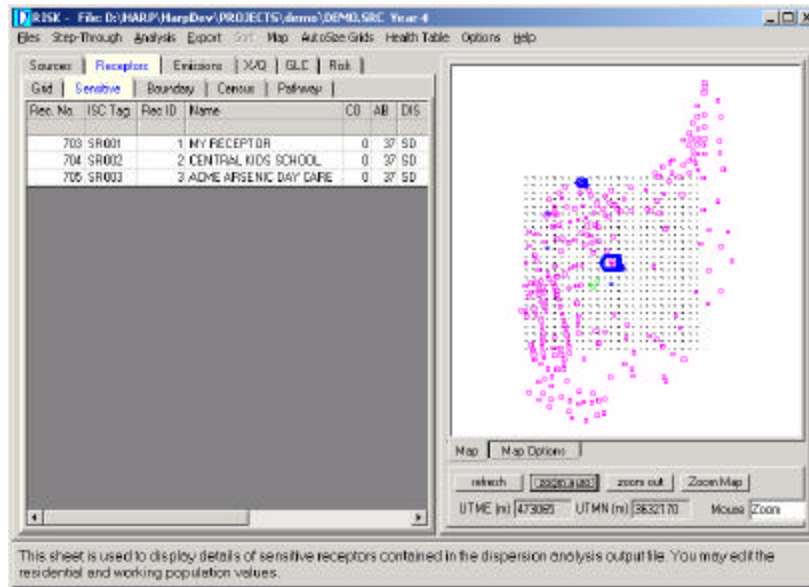 RISK - File: D:\HARP\HarpDev\PROJECTS\demo\DEMO.SRC Year 4
Files Step-Through Analysis Export Sort Map AutoSize Grids Health Table Options Help
Sources Receptors Emissions X/Q GLC Risk
Grid Sensitive Boundary Census Pathway
Rec. No. ISC Tag Rec ID Name CO AB DIS
703 SR001 1 MY RECEPTOR 0 37 SD
704 SR002 2 CENTRAL KIDS SCHOOL 0 37 SD
705 SR003 3 ACME ARSENIC DAY CARE 0 37 SD
Map Map Options
refresh zoom auto zoom out Zoom Map
UTME (m) 473085 UTMN (m) 3632170 Mouse Zoom
This sheet is used to display details of sensitive receptors contained in the dispersion analysis output file. You may edit the
residential and working population values.